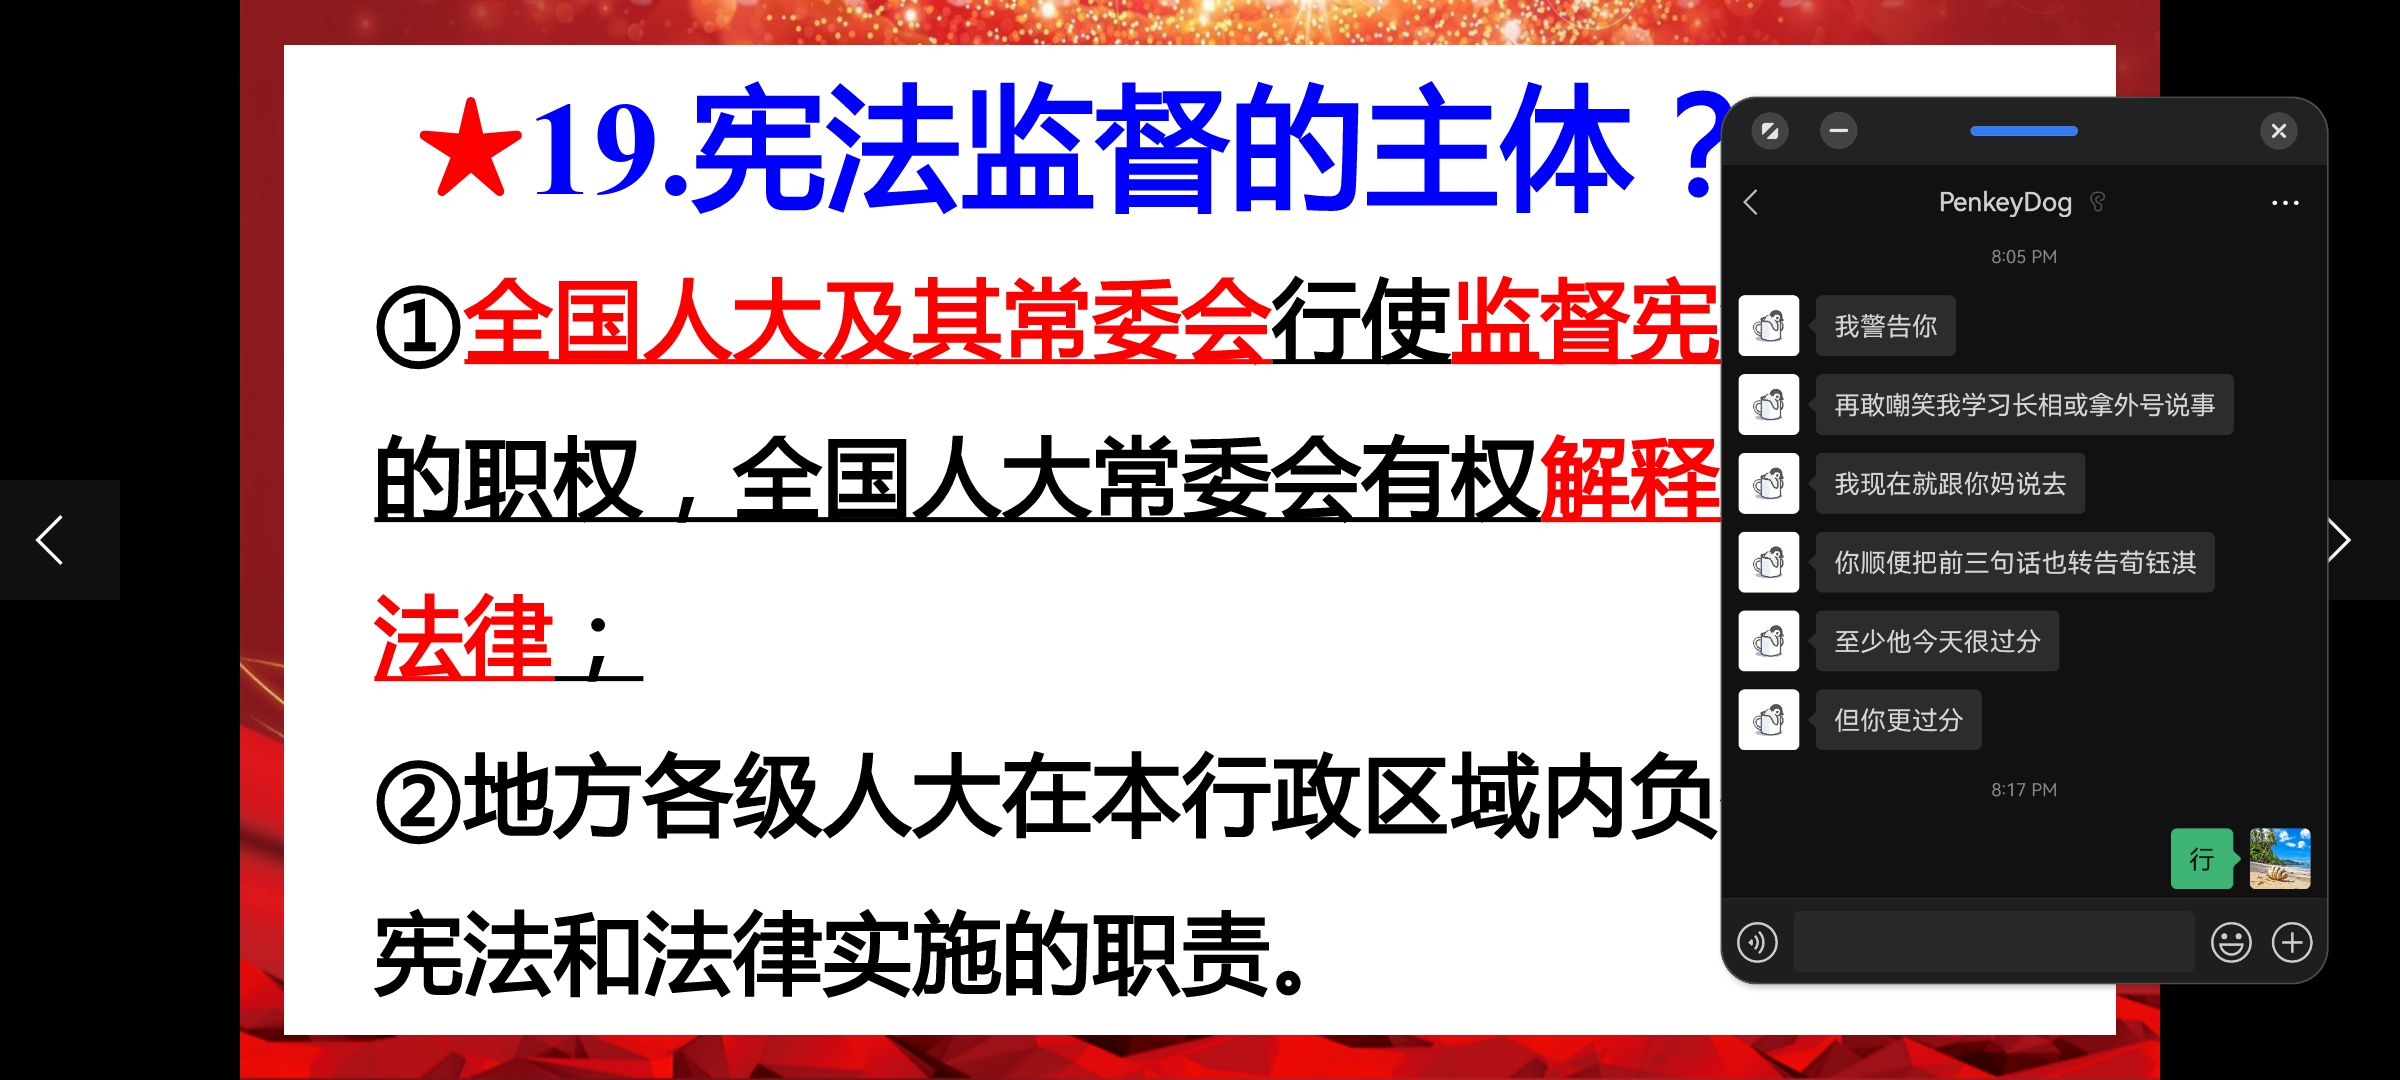 ★19.宪法监督的主体？
①全国人大及其常委会行使监督宪
的职权，全国人大常委会有权解释
法律；
②地方各级人大在本行政区域内负
宪法和法律实施的职责。
PenkeyDog
8:05 PM
我警告你
再敢嘲笑我学习长相或拿外号说事
我现在就跟你妈说去
你顺便把前三句话也转告荀钰淇
至少他今天很过分
但你更过分
8:17 PM
行